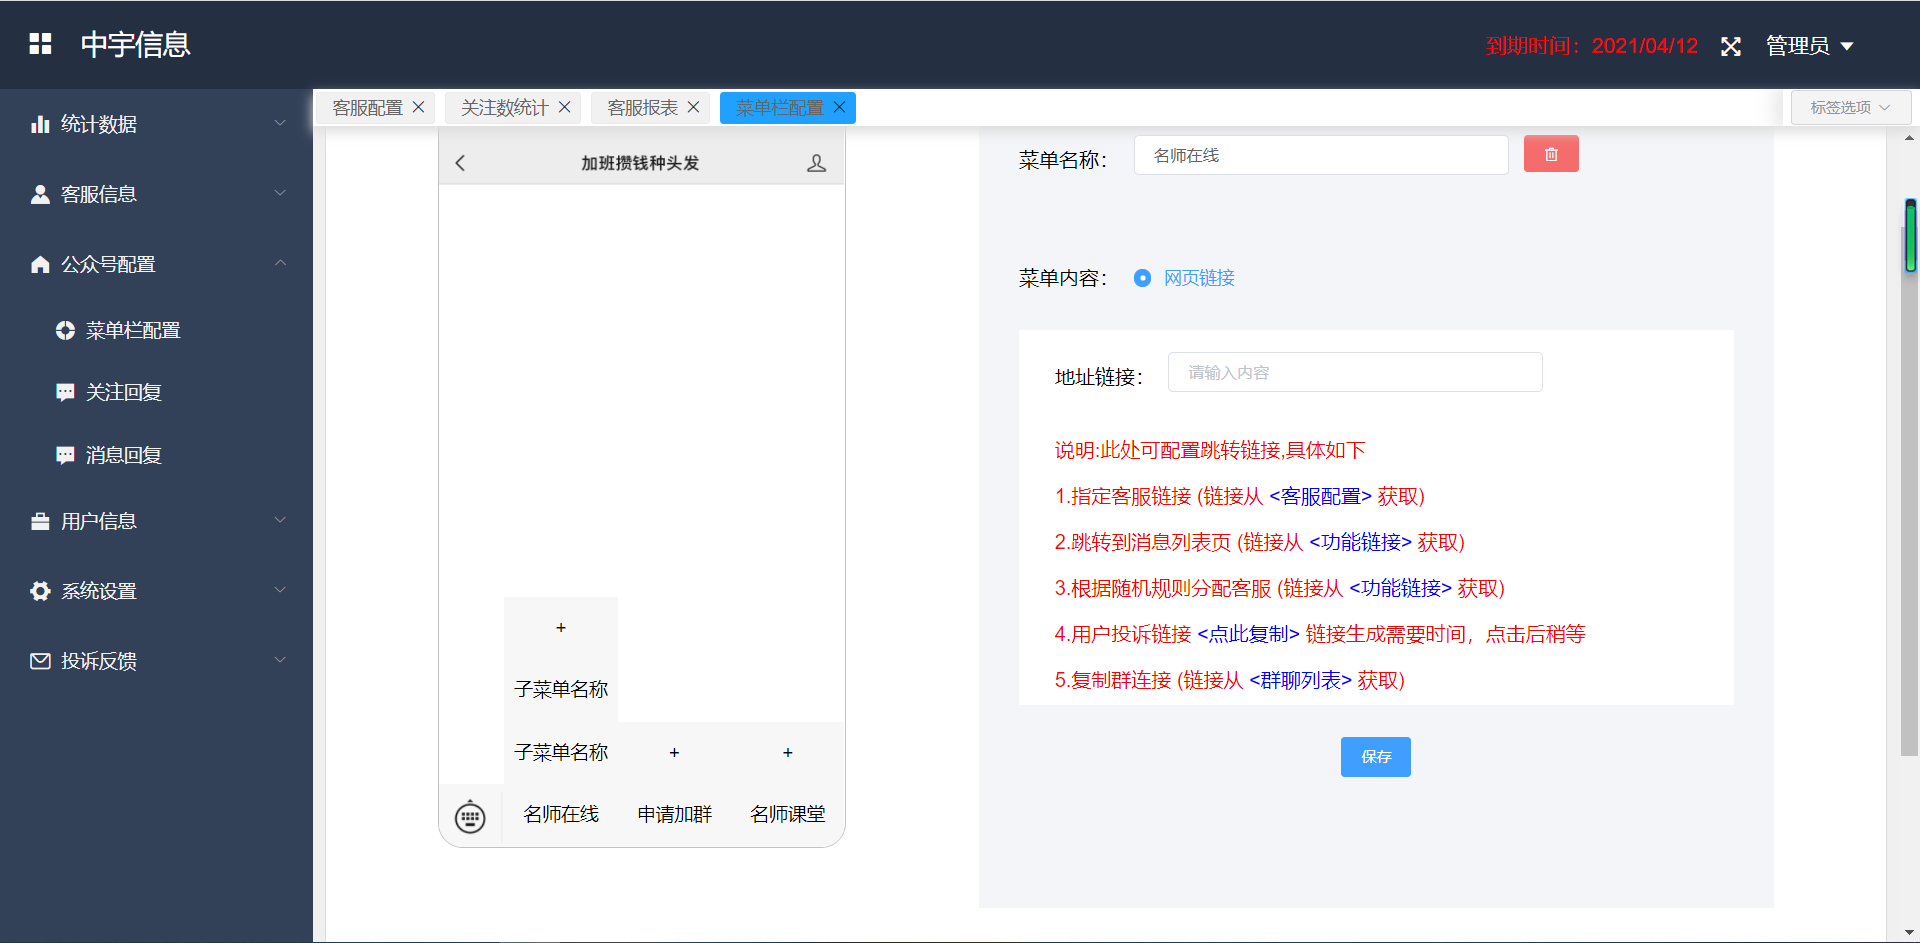 中宇信息
到期时间：2021/04/12
管理员
统计数据
客服信息
公众号配置
菜单栏配置
关注回复
消息回复
用户信息
系统设置
投诉反馈
客服配置
关注数统计
客服报表
菜单栏配置
标签选项
加班攒钱种头发
+
子菜单名称
子菜单名称
+
+
名师在线
申请加群
名师课堂
菜单名称：
名师在线
菜单内容：
网页链接
地址链接：
请输入内容
说明:此处可配置跳转链接,具体如下
1.指定客服链接 (链接从 <客服配置> 获取)
2.跳转到消息列表页 (链接从 <功能链接> 获取)
3.根据随机规则分配客服 (链接从 <功能链接> 获取)
4.用户投诉链接 <点此复制> 链接生成需要时间，点击后稍等
5.复制群连接 (链接从 <群聊列表> 获取)
保存